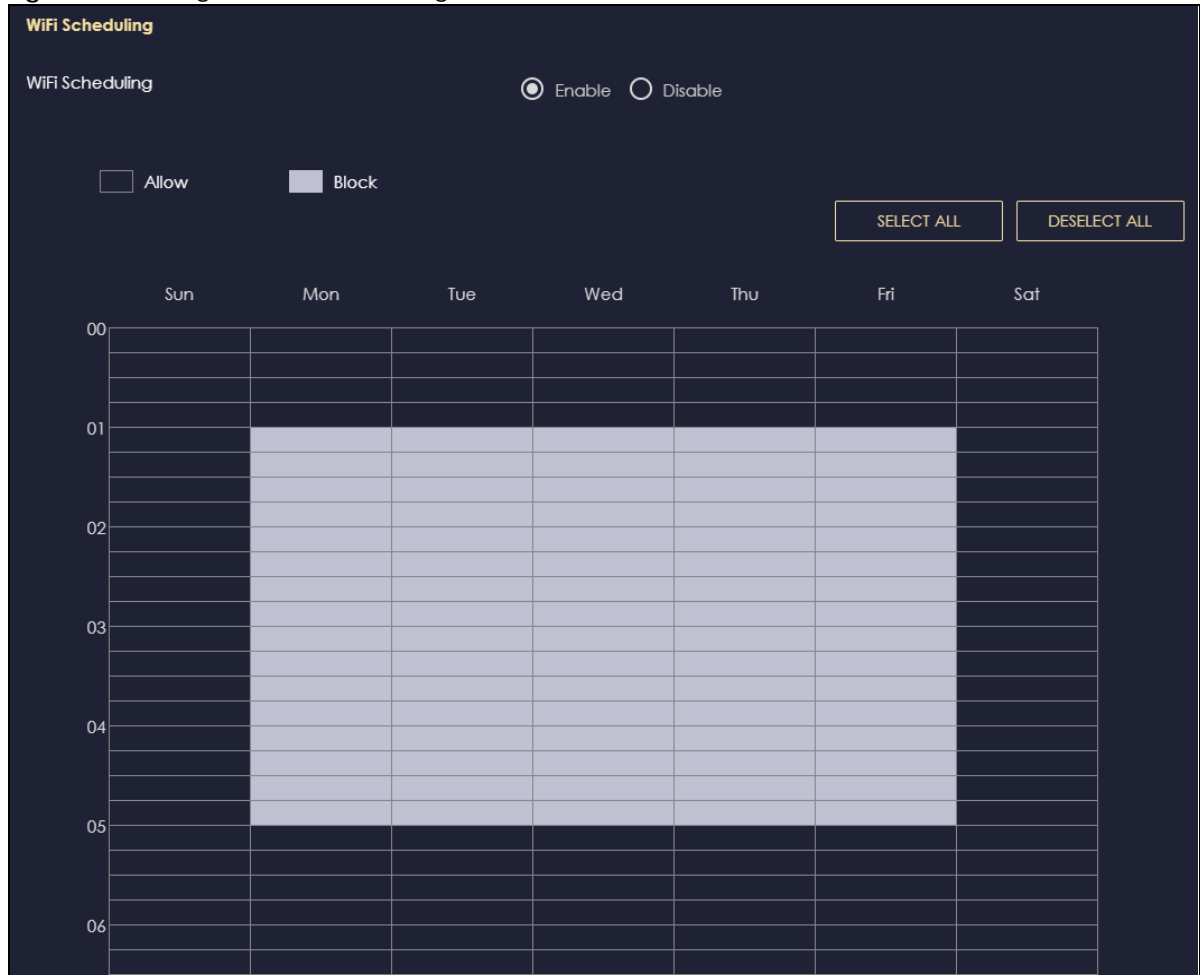 WiFi Scheduling
WiFi Scheduling Enable Disable
Allow Block
SELECT ALL DESELECT ALL
Sun Mon Tue Wed Thu Fri Sat
00
01
02
03
04
05
06